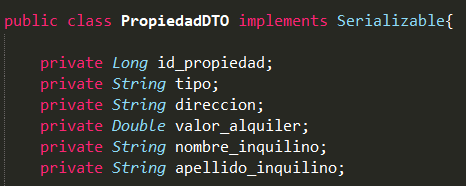 public class PropiedadDTO implements Serializable{
private Long id_propiedad;
private String tipo;
private String direccion;
private Double valor_alquiler;
private String nombre_inquilino;
private String apellido_inquilino;